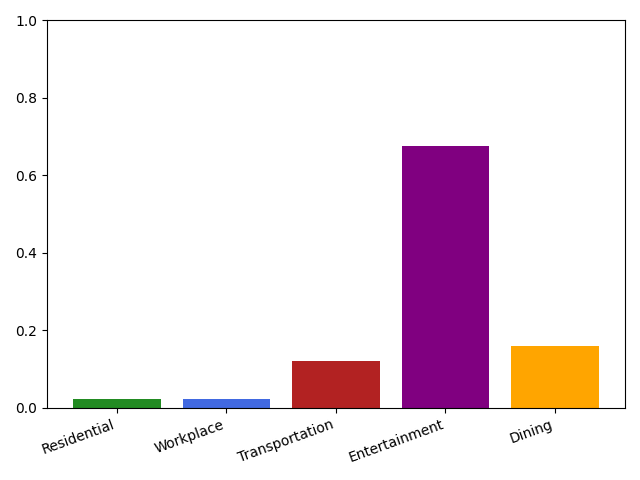 1.0
0.8
0.6
0.4
0.2
0.0
Residential
Workplace
Transportation
Entertainment
Dining